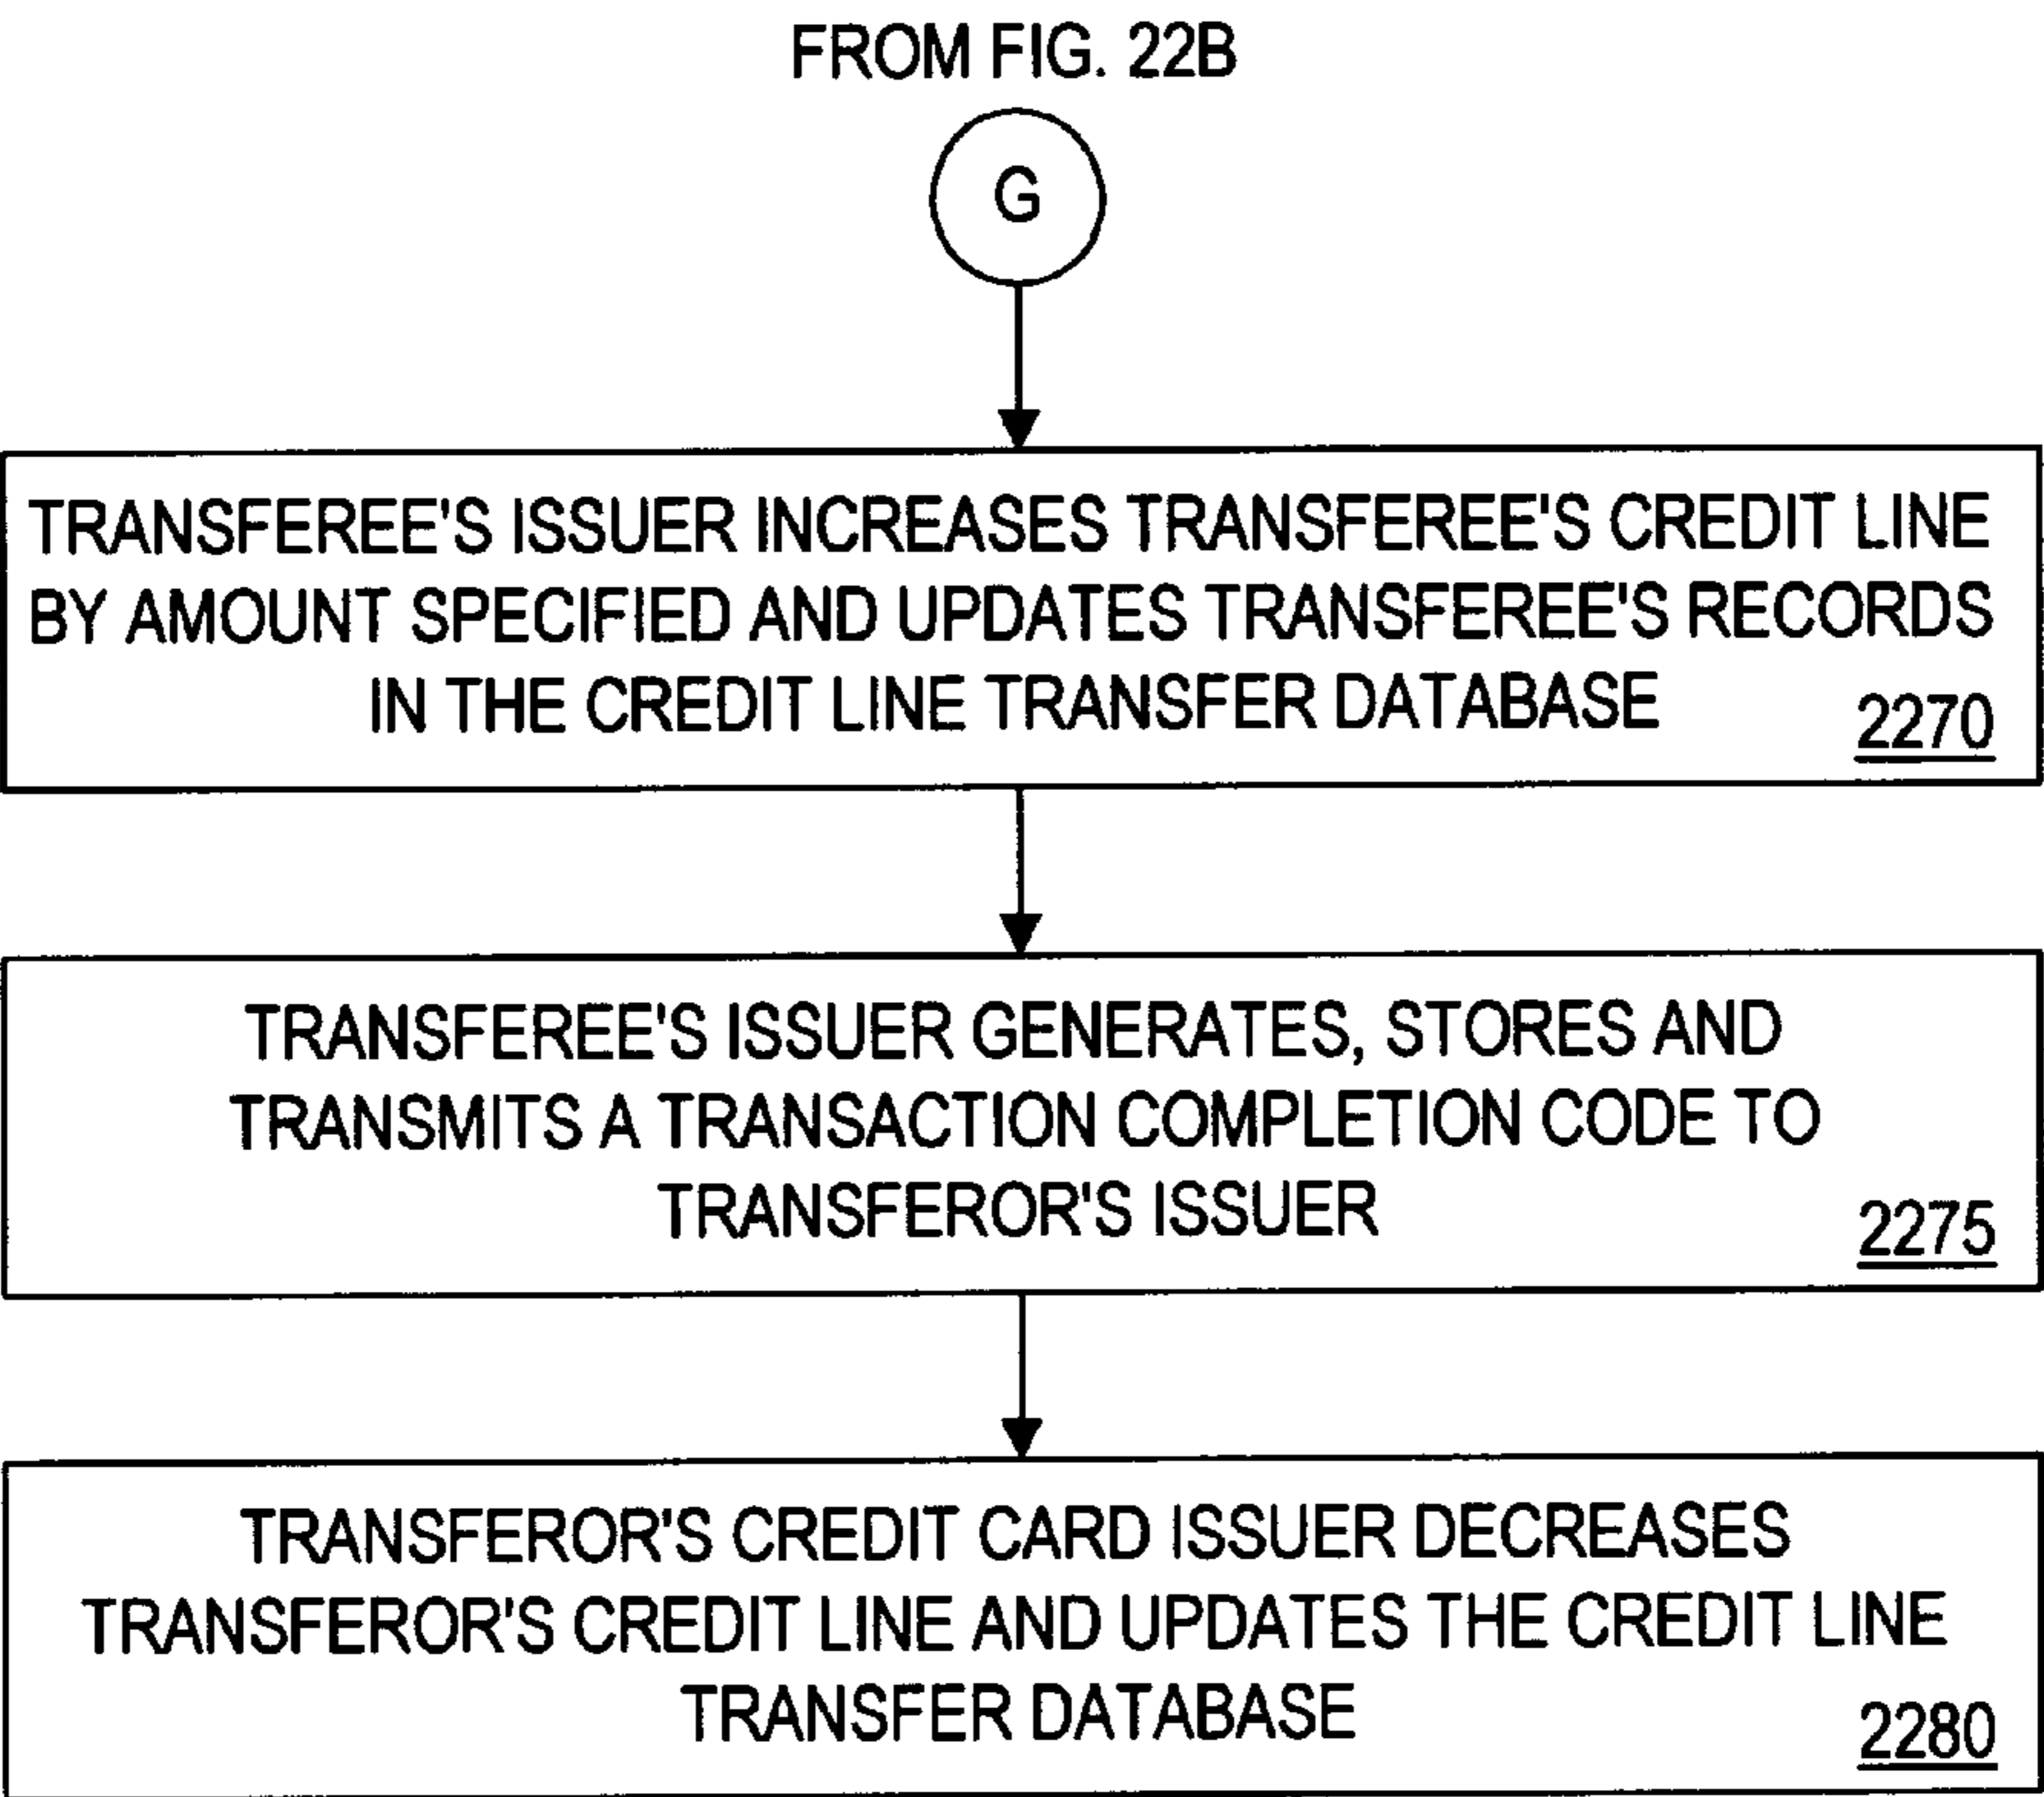 FROM FIG. 22B
G
TRANSFEREE'S ISSUER INCREASES TRANSFEREE'S CREDIT LINE
BY AMOUNT SPECIFIED AND UPDATES TRANSFEREE'S RECORDS
IN THE CREDIT LINE TRANSFER DATABASE
2270
TRANSFEREE'S ISSUER GENERATES, STORES AND
TRANSMITS A TRANSACTION COMPLETION CODE TO
TRANSFEROR'S ISSUER
2275
TRANSFEROR'S CREDIT CARD ISSUER DECREASES
TRANSFEROR'S CREDIT LINE AND UPDATES THE CREDIT LINE
TRANSFER DATABASE
2280